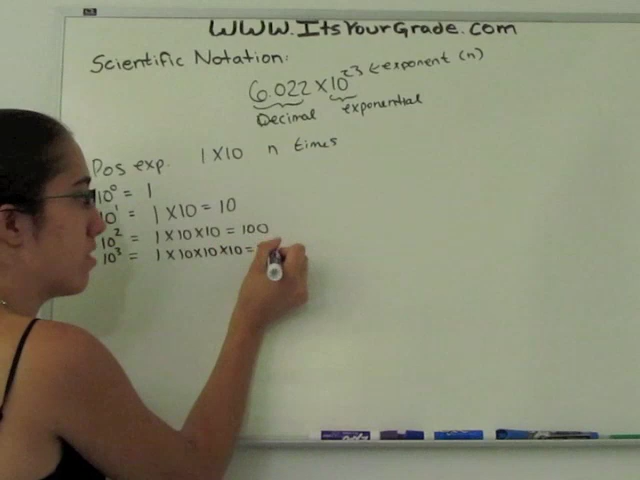 www.ItsYourGrade.com
Scientific Notation:
6.022 x 10²³ ← exponent (n)
Decimal exponential
Pos exp. 1 x 10 n times
10⁰ = 1
10¹ = 1 x 10 = 10
10² = 1 x 10 x 10 = 100
10³ = 1 x 10 x 10 x 10 =